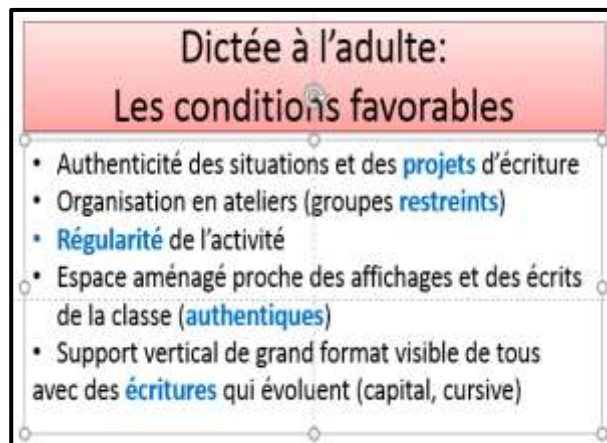 Dictée à l'adulte:
Les conditions favorables
• Authenticité des situations et des projets d'écriture
• Organisation en ateliers (groupes restreints)
• Régularité de l'activité
• Espace aménagé proche des affichages et des écrits
de la classe (authentiques)
• Support vertical de grand format visible de tous
avec des écritures qui évoluent (capital, cursive)